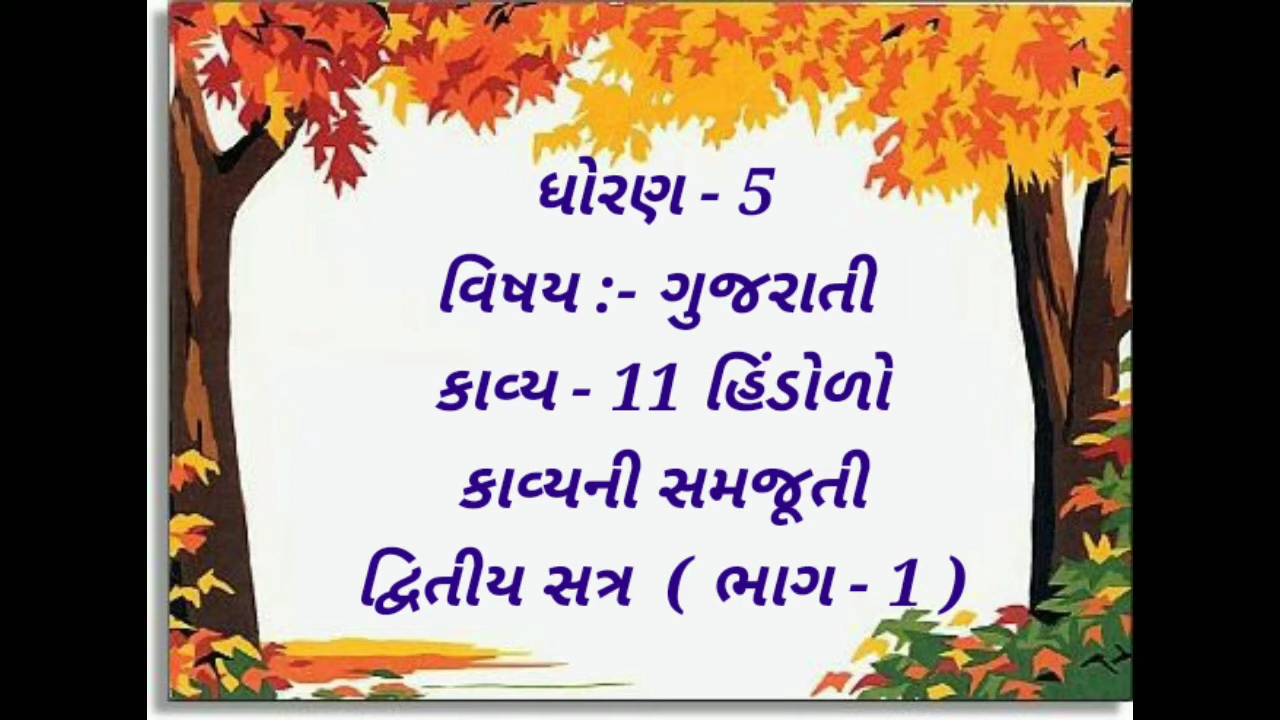 ધોરણ - 5
વિષય :- ગુજરાતી
કાવ્ય - 11 હિંડોળો
કાવ્યની સમજૂતી
દ્વિતીય સત્ર ( ભાગ - 1 )